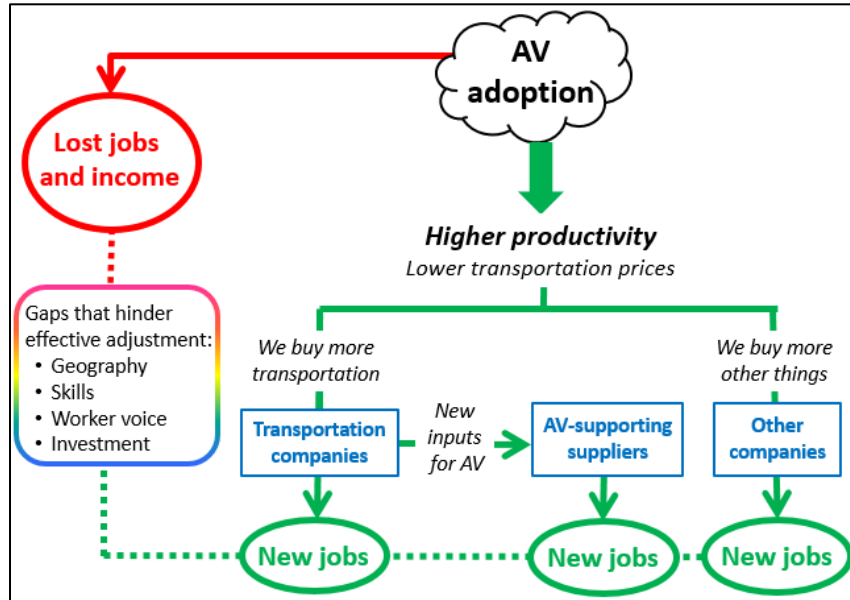 AV
adoption
Lost jobs
and income
Higher productivity
Lower transportation prices
Gaps that hinder
effective adjustment:
• Geography
• Skills
• Worker voice
• Investment
We buy more
transportation
We buy more
other things
Transportation
companies
New
inputs
for AV
AV-supporting
suppliers
Other
companies
New jobs
New jobs
New jobs